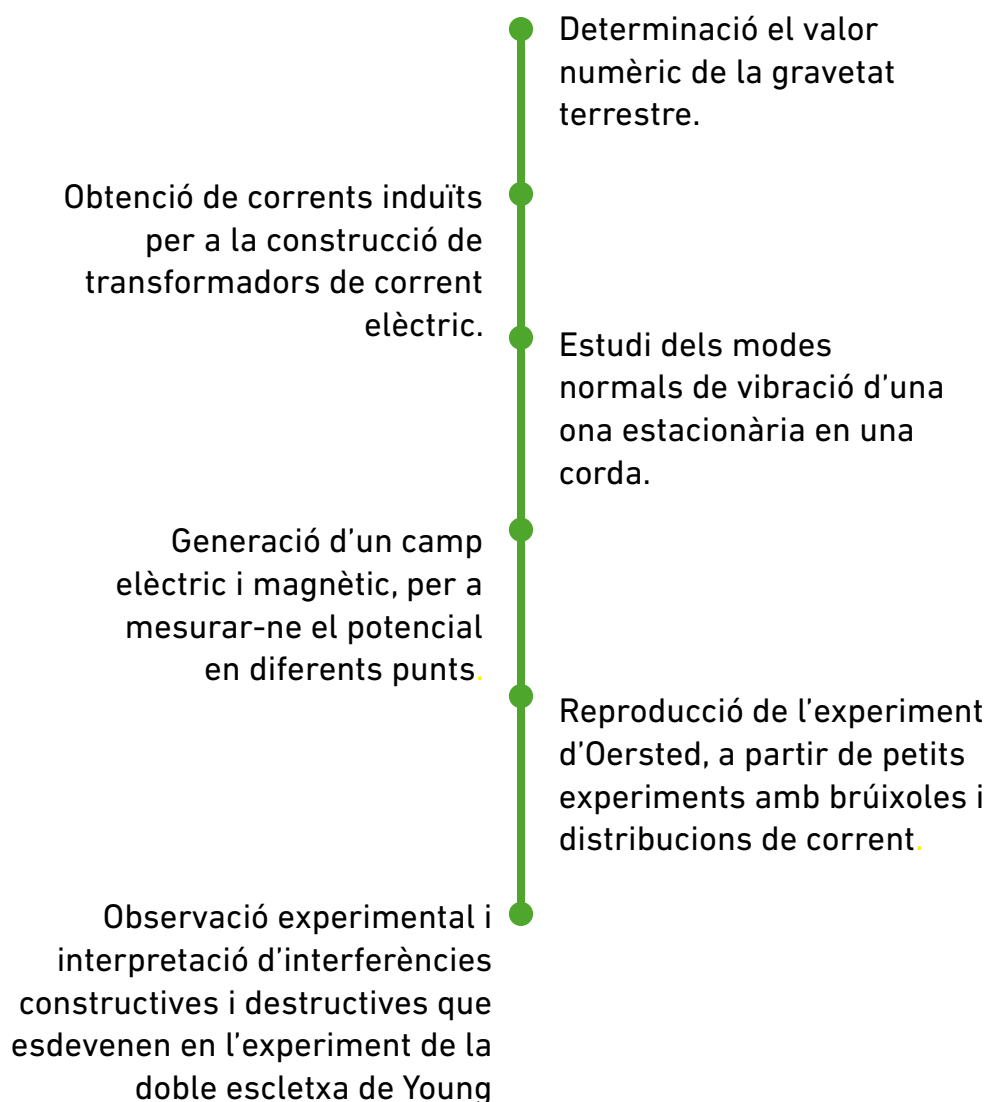 Determinació el valor
numèric de la gravetat
terrestre.
Obtenció de corrents induïts
per a la construcció de
transformadors de corrent
elèctric.
Estudi dels modes
normals de vibració d’una
ona estacionària en una
corda.
Generació d’un camp
elèctric i magnètic, per a
mesurar-ne el potencial
en diferents punts.
Reproducció de l’experiment
d’Oersted, a partir de petits
experiments amb brúixoles i
distribucions de corrent.
Observació experimental i
interpretació d’interferències
constructives i destructives que
esdevenen en l’experiment de la
doble escletxa de Young